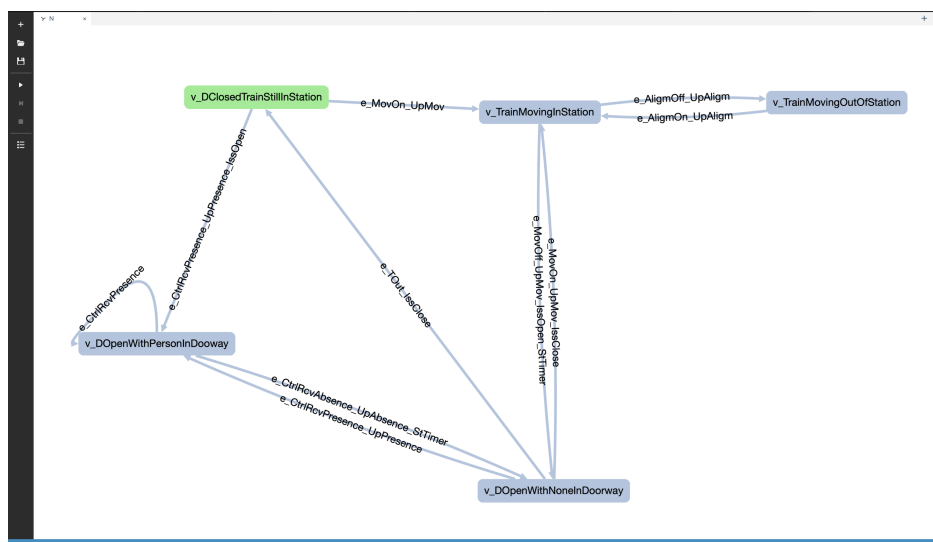 N
v_DClosedTrainStillInStation
e_MovOn_UpMov
v_TrainMovingInStation
e_AligmOff_UpAligm
e_AligmOn_UpAligm
v_TrainMovingOutOfStation
e_CtrlRcvPresence_UpPresence_IssOpen
e_TOut_IssClose
e_MovOff_UpMov_IssOpen_StTimer
e_MovOn_UpMov_IssClose
e_CtrlRcvPresence
v_DOpenWithPersonInDooway
e_CtrlRcvAbsence_UpAbsence_StTimer
e_CtrlRcvPresence_UpPresence
v_DOpenWithNoneInDoorway